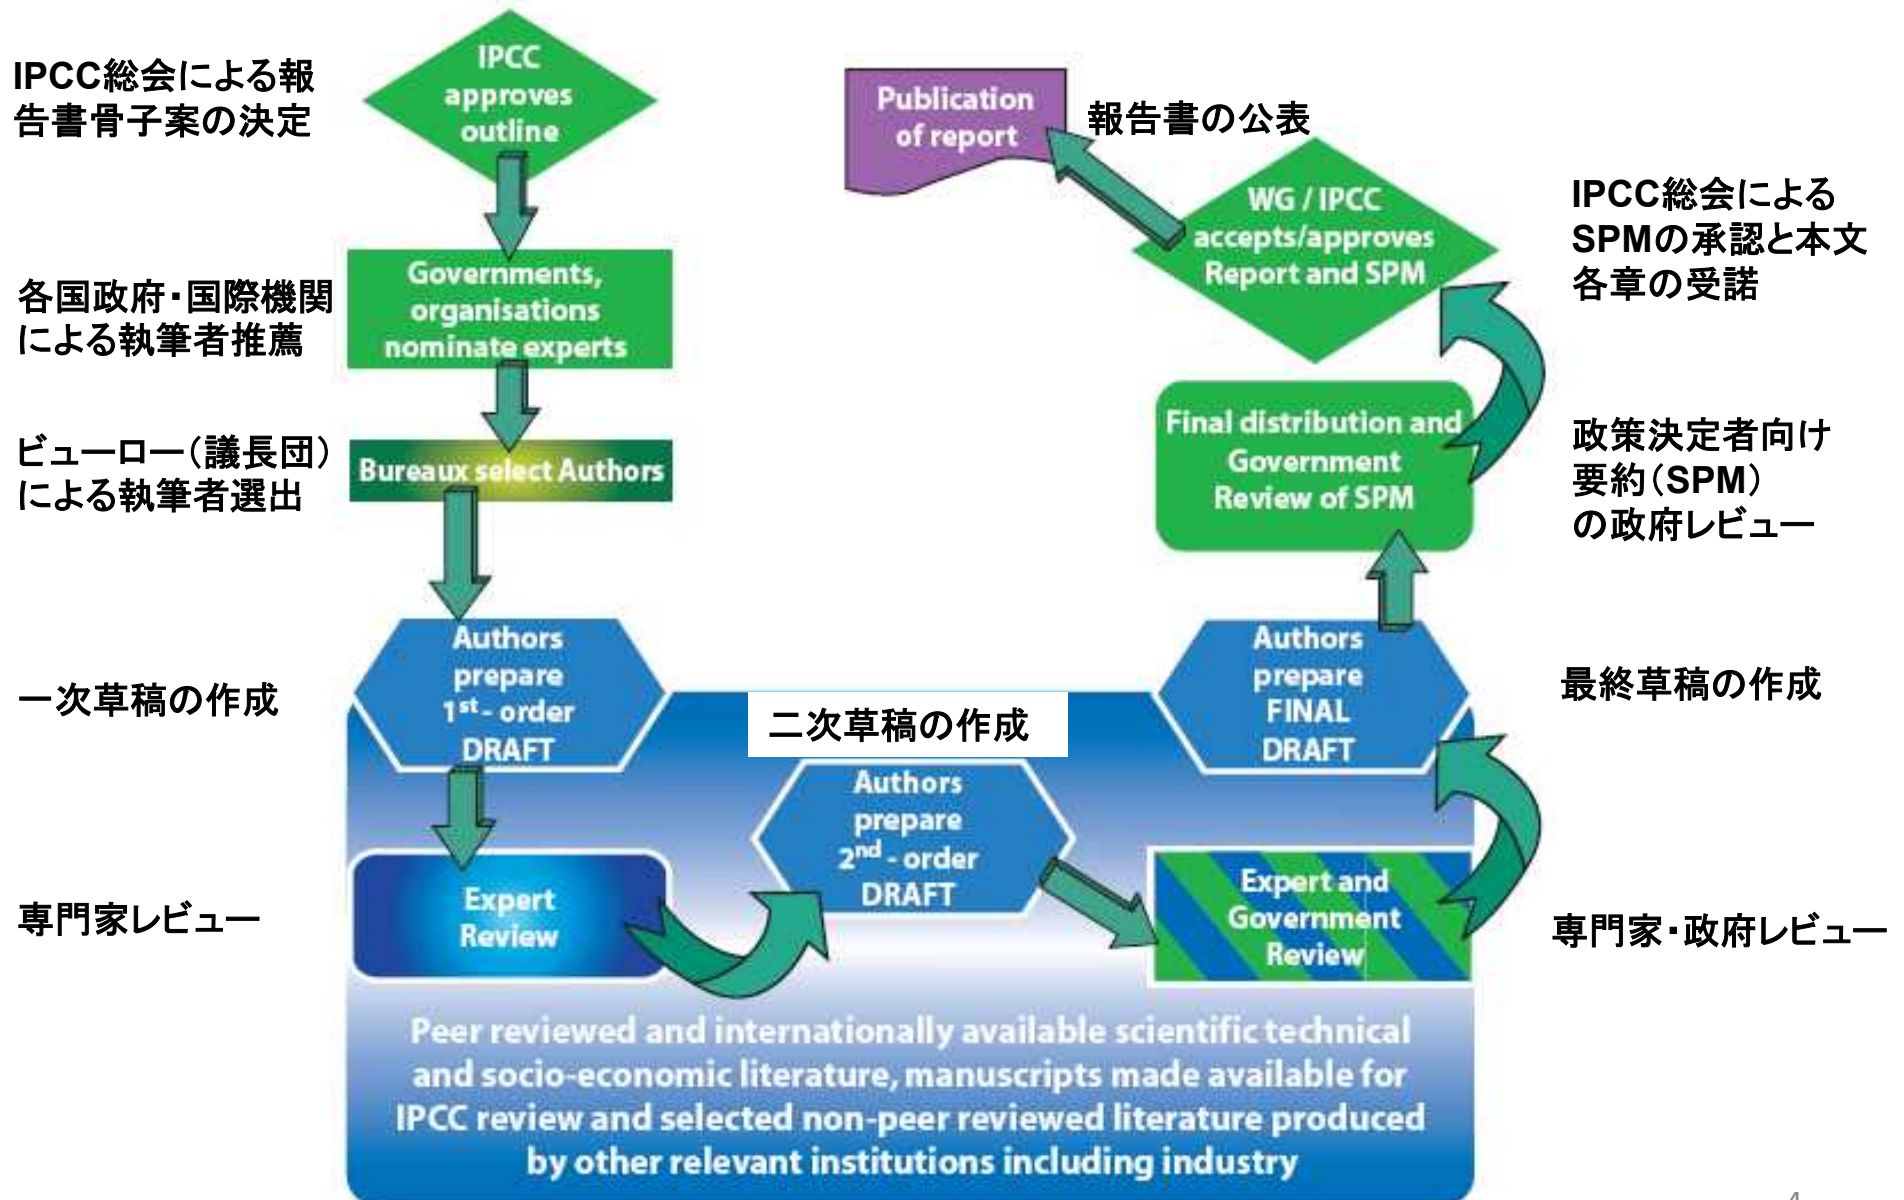 IPCC総会による報
告書骨子案の決定
IPCC
approves
outline
各国政府・国際機関
による執筆者推薦
Governments,
organisations
nominate experts
ビューロー（議長団）
による執筆者選出
Bureaux select Authors
一次草稿の作成
Authors
prepare
1st - order
DRAFT
専門家レビュー
Expert
Review
二次草稿の作成
Authors
prepare
2nd - order
DRAFT
Expert and
Government
Review
専門家・政府レビュー
Authors
prepare
FINAL
DRAFT
最終草稿の作成
Final distribution and
Government
Review of SPM
政策決定者向け
要約（SPM）
の政府レビュー
WG / IPCC
accepts/approves
Report and SPM
IPCC総会による
SPMの承認と本文
各章の受諾
Publication
of report
報告書の公表
Peer reviewed and internationally available scientific technical
and socio-economic literature, manuscripts made available for
IPCC review and selected non-peer reviewed literature produced
by other relevant institutions including industry